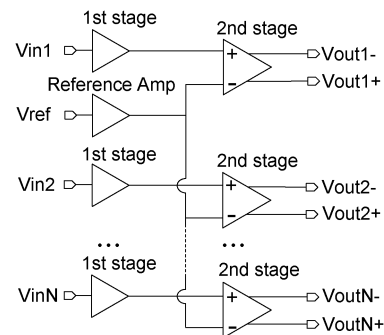 1st stage
2nd stage
Vin1
+
-
Vout1-
Vout1+
Reference Amp
Vref
1st stage
2nd stage
Vin2
+
-
Vout2-
Vout2+
... ...
1st stage
2nd stage
VinN
+
-
VoutN-
VoutN+